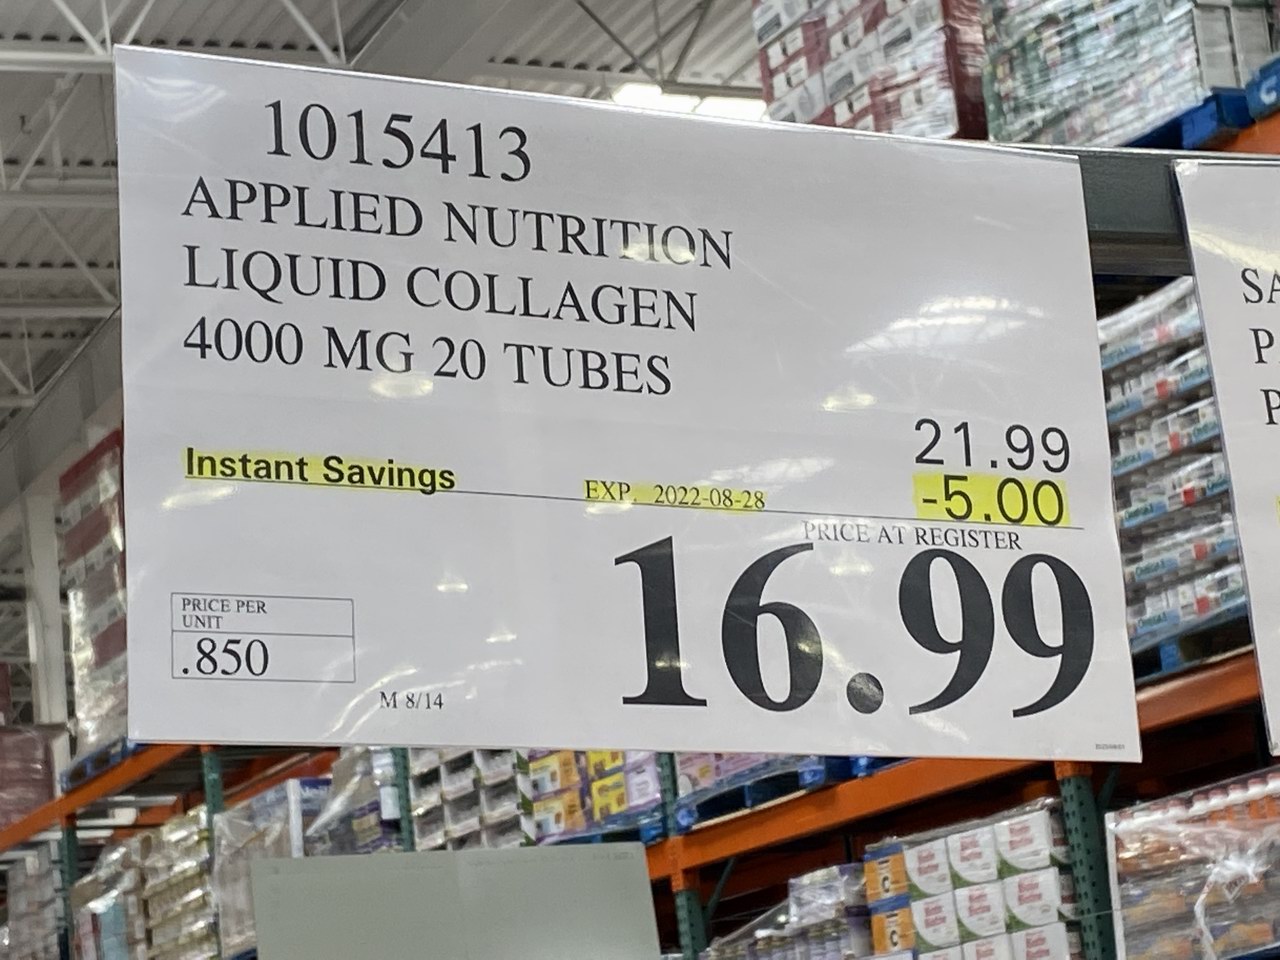 1015413
APPLIED NUTRITION
LIQUID COLLAGEN
4000 MG 20 TUBES
21.99
Instant Savings EXP. 2022-08-28 -5.00
PRICE AT REGISTER
16.99
PRICE PER
UNIT
.850
M 8/14
SA
P
P